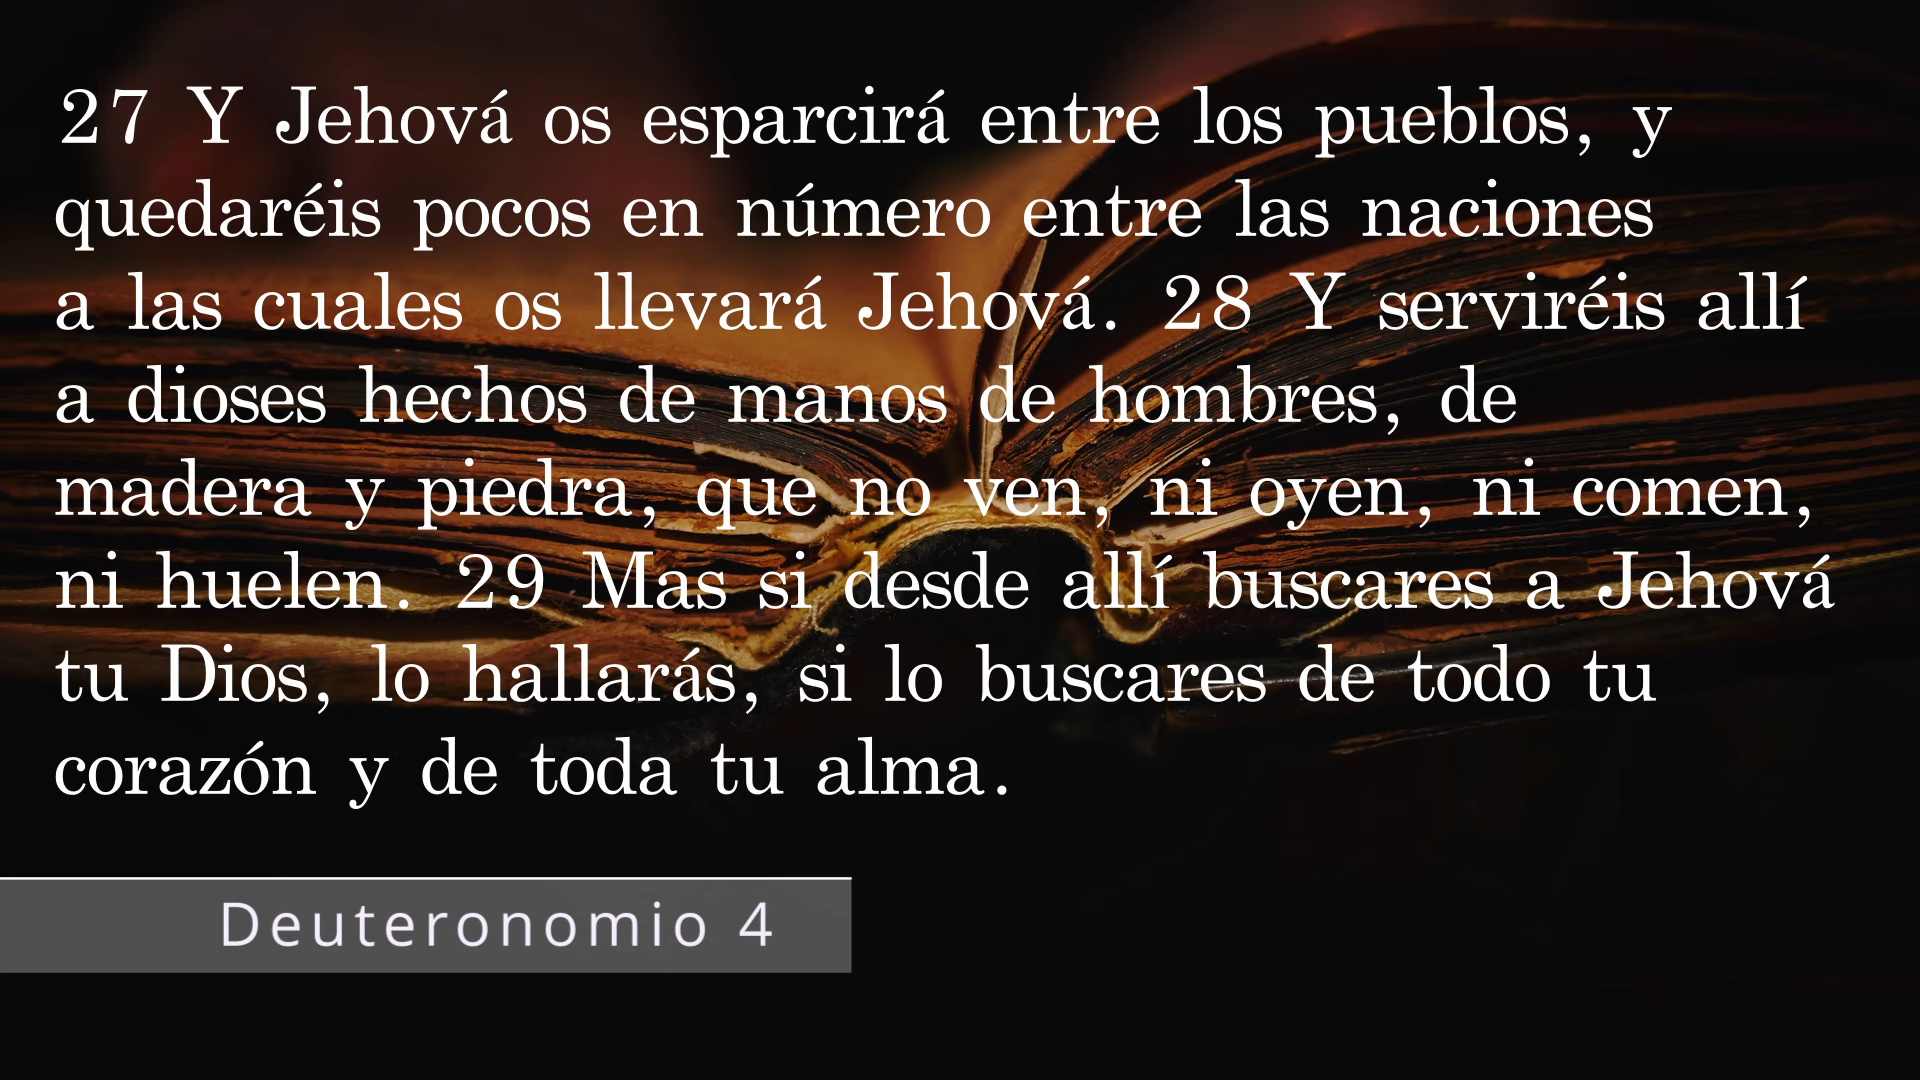 27 Y Jehová os esparcirá entre los pueblos, y
quedaréis pocos en número entre las naciones
a las cuales os llevará Jehová. 28 Y serviréis allí
a dioses hechos de manos de hombres, de
madera y piedra, que no ven, ni oyen, ni comen,
ni huelen. 29 Mas si desde allí buscares a Jehová
tu Dios, lo hallarás, si lo buscares de todo tu
corazón y de toda tu alma.
Deuteronomio 4